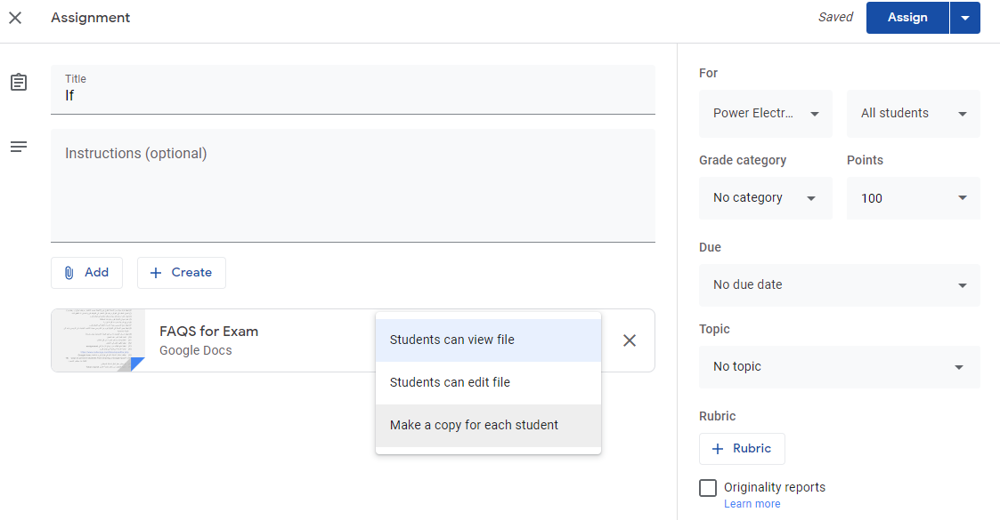 Assignment
Saved
Assign
Title
If
Instructions (optional)
Add
Create
FAQS for Exam
Google Docs
Students can view file
Students can edit file
Make a copy for each student
For
Power Electr...
All students
Grade category
Points
No category
100
Due
No due date
Topic
No topic
Rubric
Rubric
Originality reports
Learn more